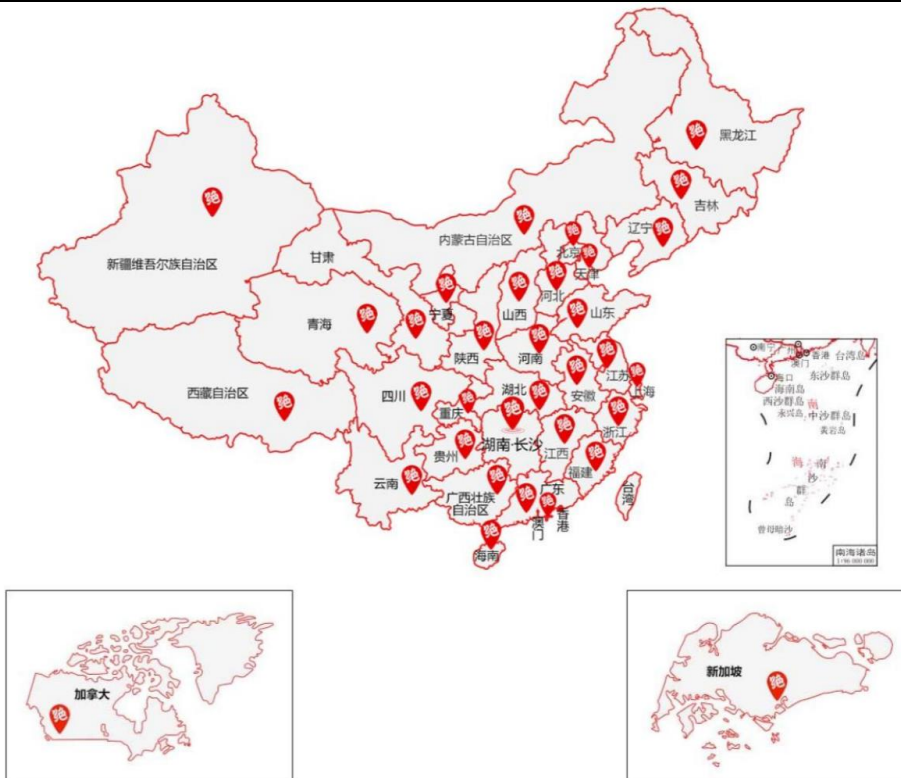 黑龙江
吉林
辽宁
内蒙古自治区
北京
天津
新疆维吾尔族自治区
甘肃
宁夏
山西
河北
山东
青海
陕西
河南
西藏自治区
四川
重庆
湖北
安徽
江苏
上海
浙江
湖南·长沙
贵州
江西
福建
云南
广西壮族
自治区
广东
香港
澳门
台湾
海南
南宁
广州
香港
澳门
台湾岛
东沙群岛
海口
海南岛
西沙群岛
永兴岛
中沙群岛
黄岩岛
南
海
南
沙
群
岛
曾母暗沙
南海诸岛
加拿大
新加坡